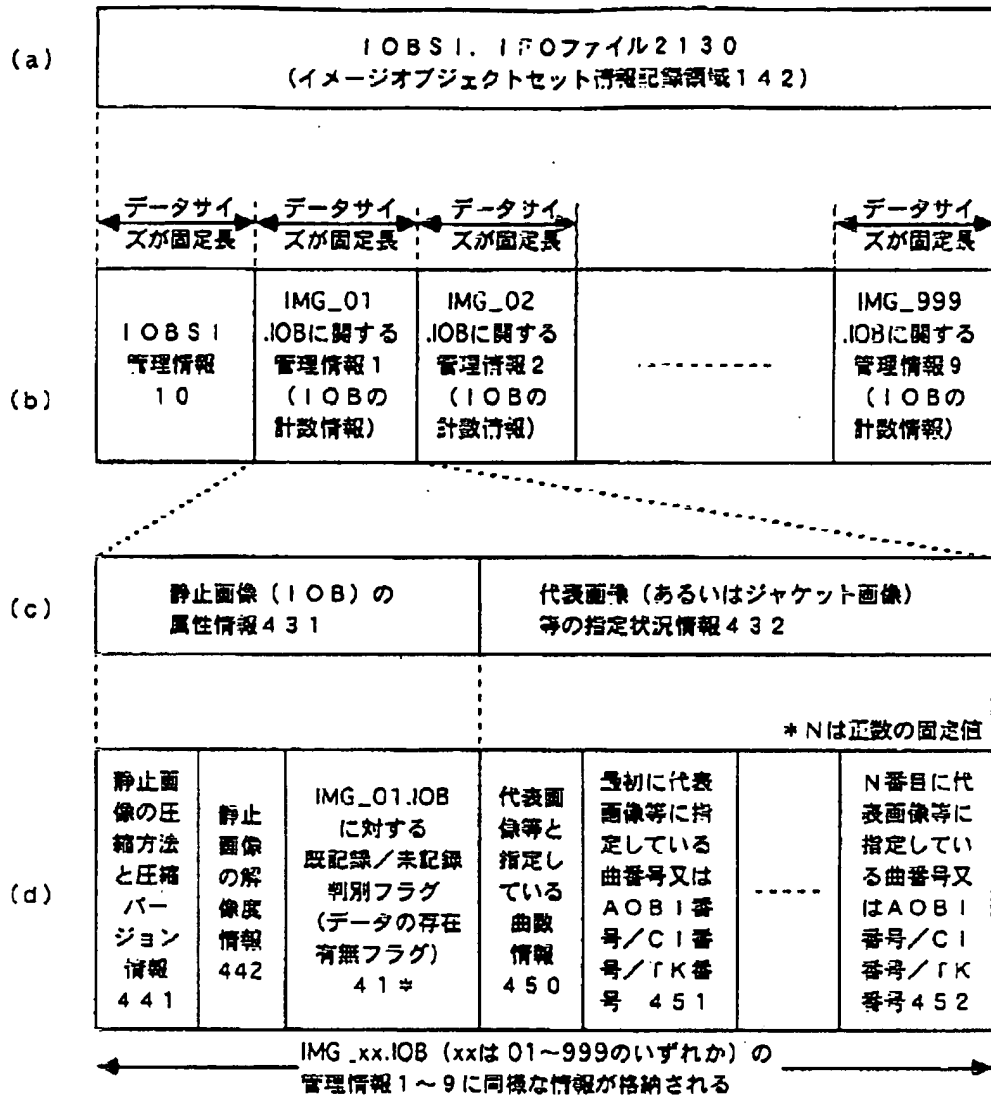 (a)
IOBSI. IFOファイル2130
(イメージオブジェクトセット情報記録領域142)
データサイ
ズが固定長
データサイ
ズが固定長
データサイ
ズが固定長
データサイ
ズが固定長
(b)
IOBSI
管理情報
10
IMG_01
.IOBに関する
管理情報1
(IOBの
計数情報)
IMG_02
.IOBに関する
管理情報2
(IOBの
計数情報)
IMG_999
.IOBに関する
管理情報9
(IOBの
計数情報)
(c)
静止画像(IOB)の
属性情報431
代表画像(あるいはジャケット画像)
等の指定状況情報432
*Nは正数の固定値
(d)
静止画
像の圧
縮方法
と圧縮
バー
ジョン
情報
441
静止
画像
の解
像度
情報
442
IMG_01.IOB
に対する
既記録/未記録
判別フラグ
(データの存在
有無フラグ)
41*
代表画
像等と
指定し
ている
曲数
情報
450
最初に代表
画像等に指
定している
曲番号又は
AOBI番
号/CI番
号/TK番
号 451
N番目に代
表画像等に
指定してい
る曲番号又
はAOBI
番号/CI
番号/TK
番号452
IMG_xx.IOB(xxは01~999のいずれか)の
管理情報1~9に同様な情報が格納される